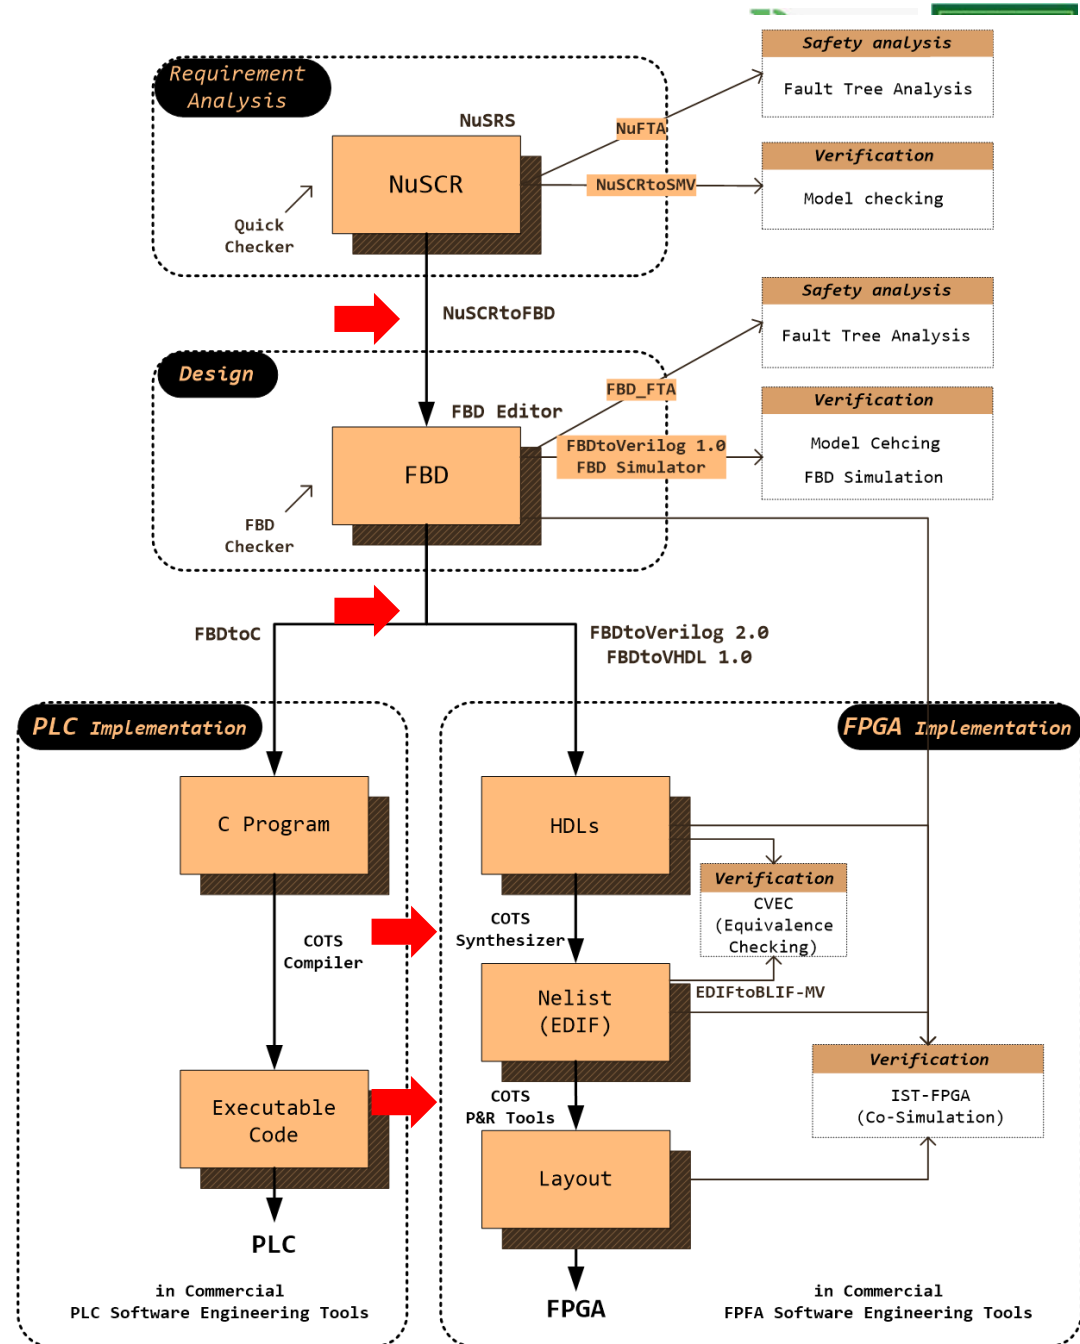 Requirement
Analysis
NuSRS
NuSCR
Quick
Checker
NuFTA
NuSCRtoSMV
Safety analysis
Fault Tree Analysis
Verification
Model checking
NuSCRtoFBD
Design
FBD Editor
FBD
FBD
Checker
FBD_FTA
FBDtoVerilog 1.0
FBD Simulator
Safety analysis
Fault Tree Analysis
Verification
Model Cehcing
FBD Simulation
FBDtoC
FBDtoVerilog 2.0
FBDtoVHDL 1.0
PLC Implementation
C Program
COTS
Compiler
Executable
Code
PLC
in Commercial
PLC Software Engineering Tools
FPGA Implementation
HDLs
COTS
Synthesizer
Verification
CVEC
(Equivalence
Checking)
Nelist
(EDIF)
EDIFtoBLIF-MV
COTS
P&R Tools
Verification
IST-FPGA
(Co-Simulation)
Layout
FPGA
in Commercial
FPFA Software Engineering Tools